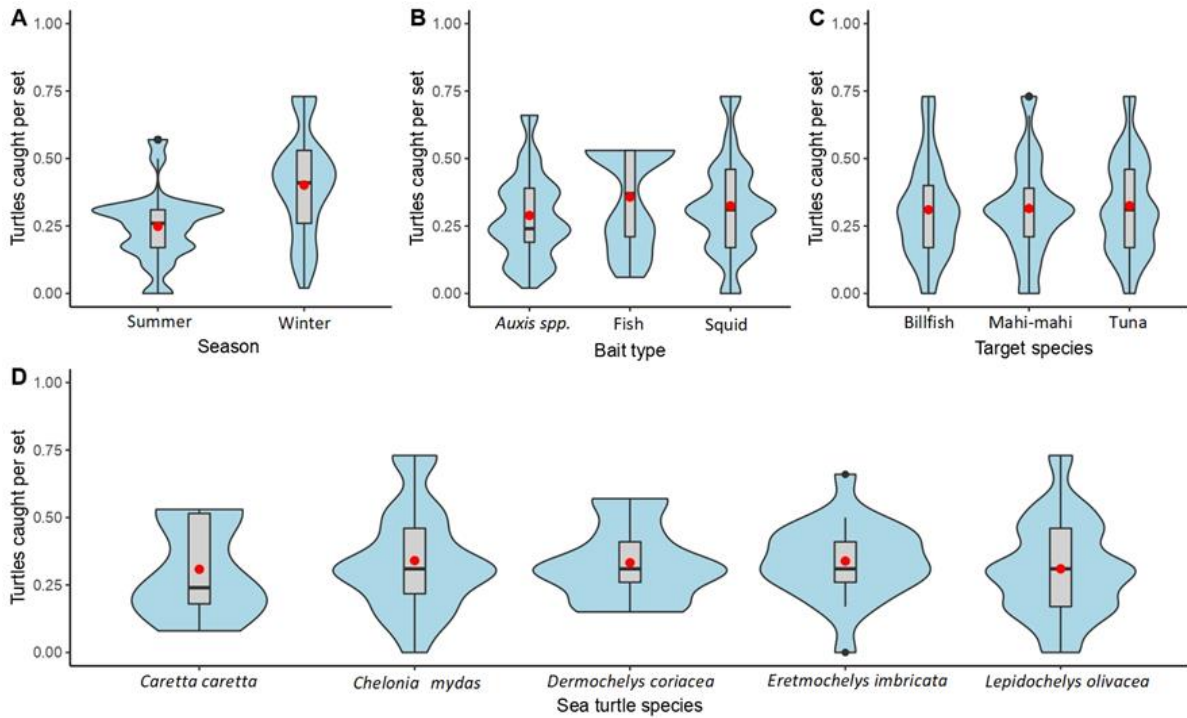 A
1.00
0.75
0.50
0.25
0.00
Turtles caught per set
Summer
Winter
Season
B
1.00
0.75
0.50
0.25
0.00
Turtles caught per set
Auxis spp.
Fish
Squid
Bait type
C
1.00
0.75
0.50
0.25
0.00
Turtles caught per set
Billfish
Mahi-mahi
Tuna
Target species
D
1.00
0.75
0.50
0.25
0.00
Turtles caught per set
Caretta caretta
Chelonia mydas
Dermochelys coriacea
Eretmochelys imbricata
Lepidochelys olivacea
Sea turtle species